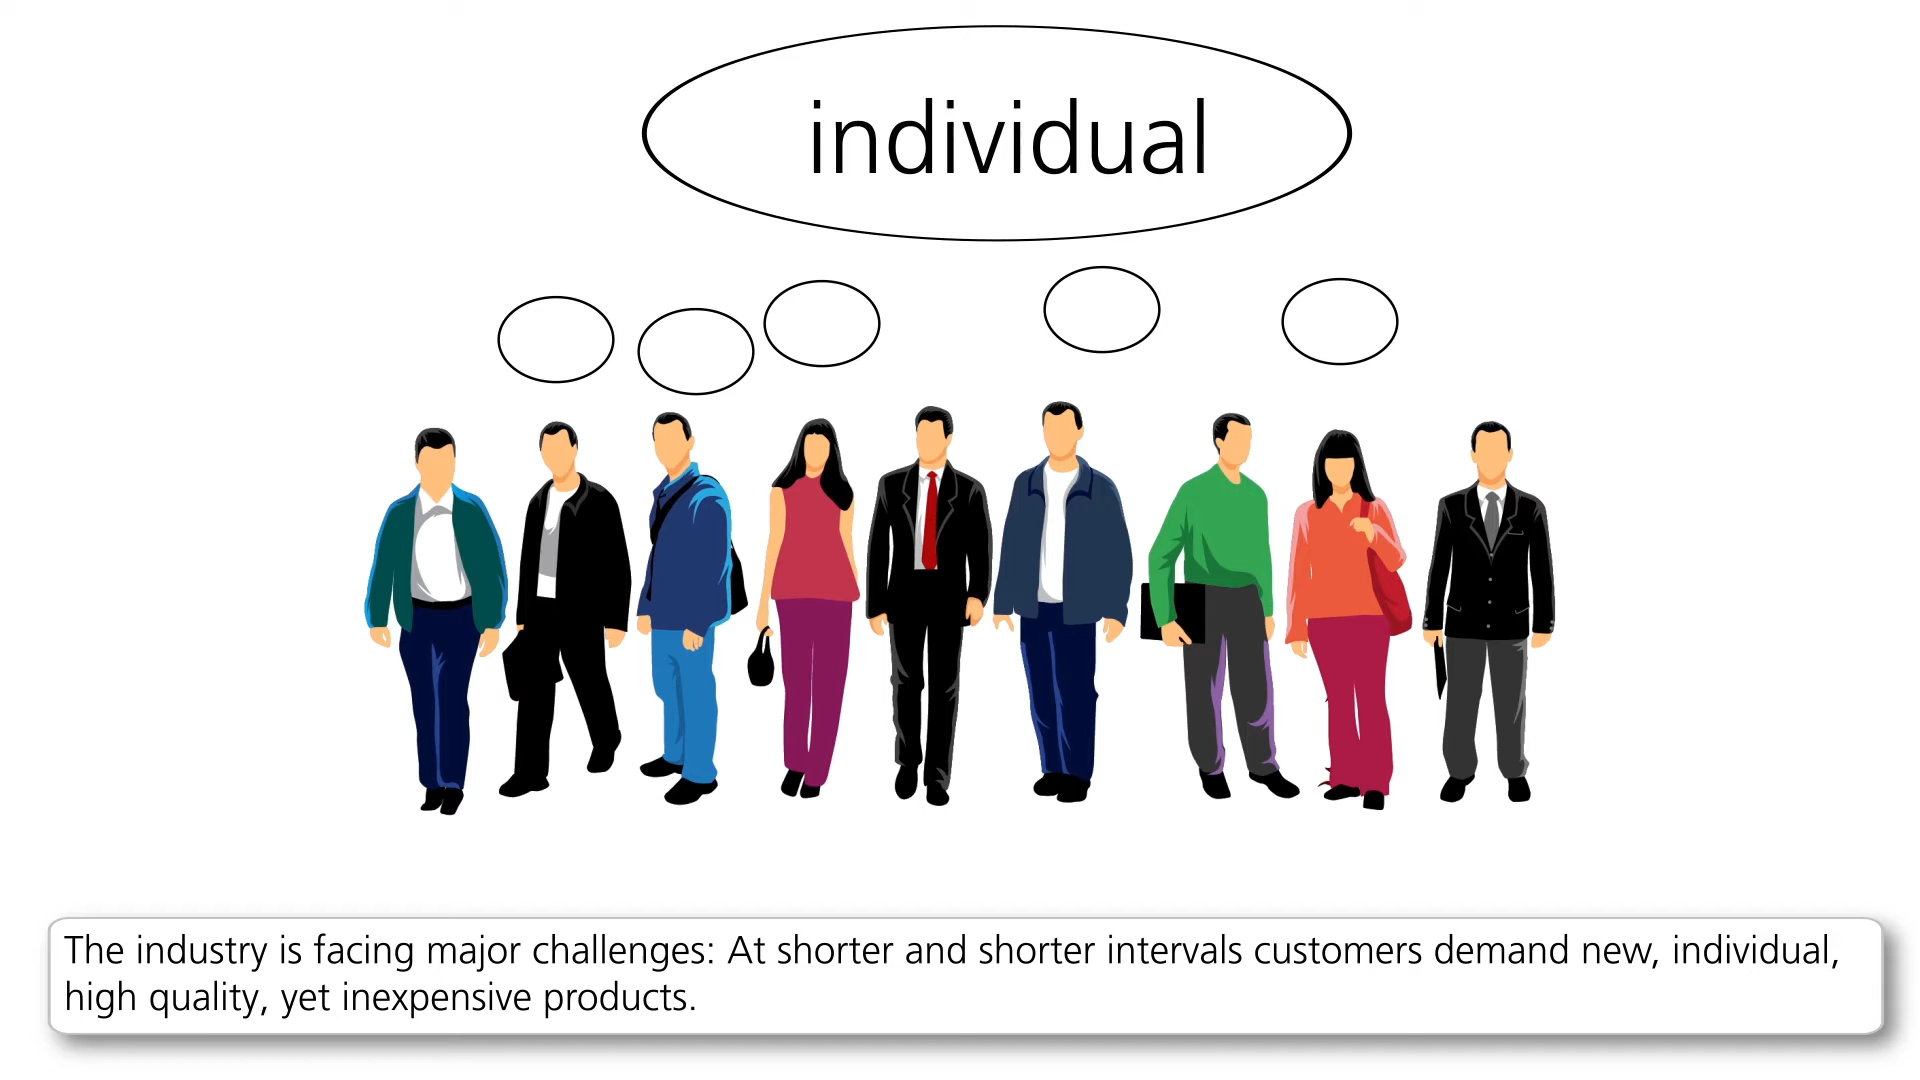 individual
The industry is facing major challenges: At shorter and shorter intervals customers demand new, individual,
high quality, yet inexpensive products.